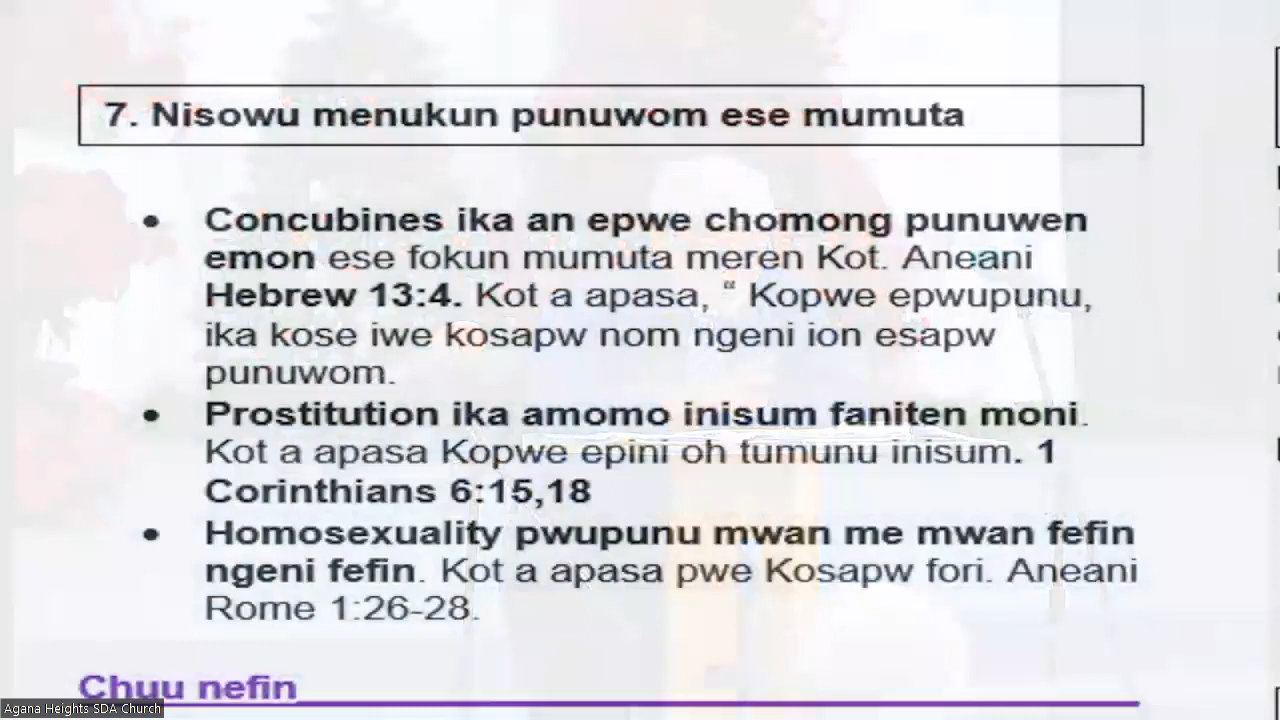 7. Nisowu menukun punuwom ese mumuta
• Concubines ika an epwe chomong punuwen
emon ese fokun mumuta meren Kot. Aneani
Hebrew 13:4. Kot a apasa, “ Kopwe epwupunu,
ika kose iwe kosapw nom ngeni ion esapw
punuwom.
• Prostitution ika amomo inisum faniten moni.
Kot a apasa Kopwe epini oh tumunu inisum. 1
Corinthians 6:15,18
• Homosexuality pwupunu mwan me mwan fefin
ngeni fefin. Kot a apasa pwe Kosapw fori. Aneani
Rome 1:26-28.
Chuu nefin
Agana Heights SDA Church